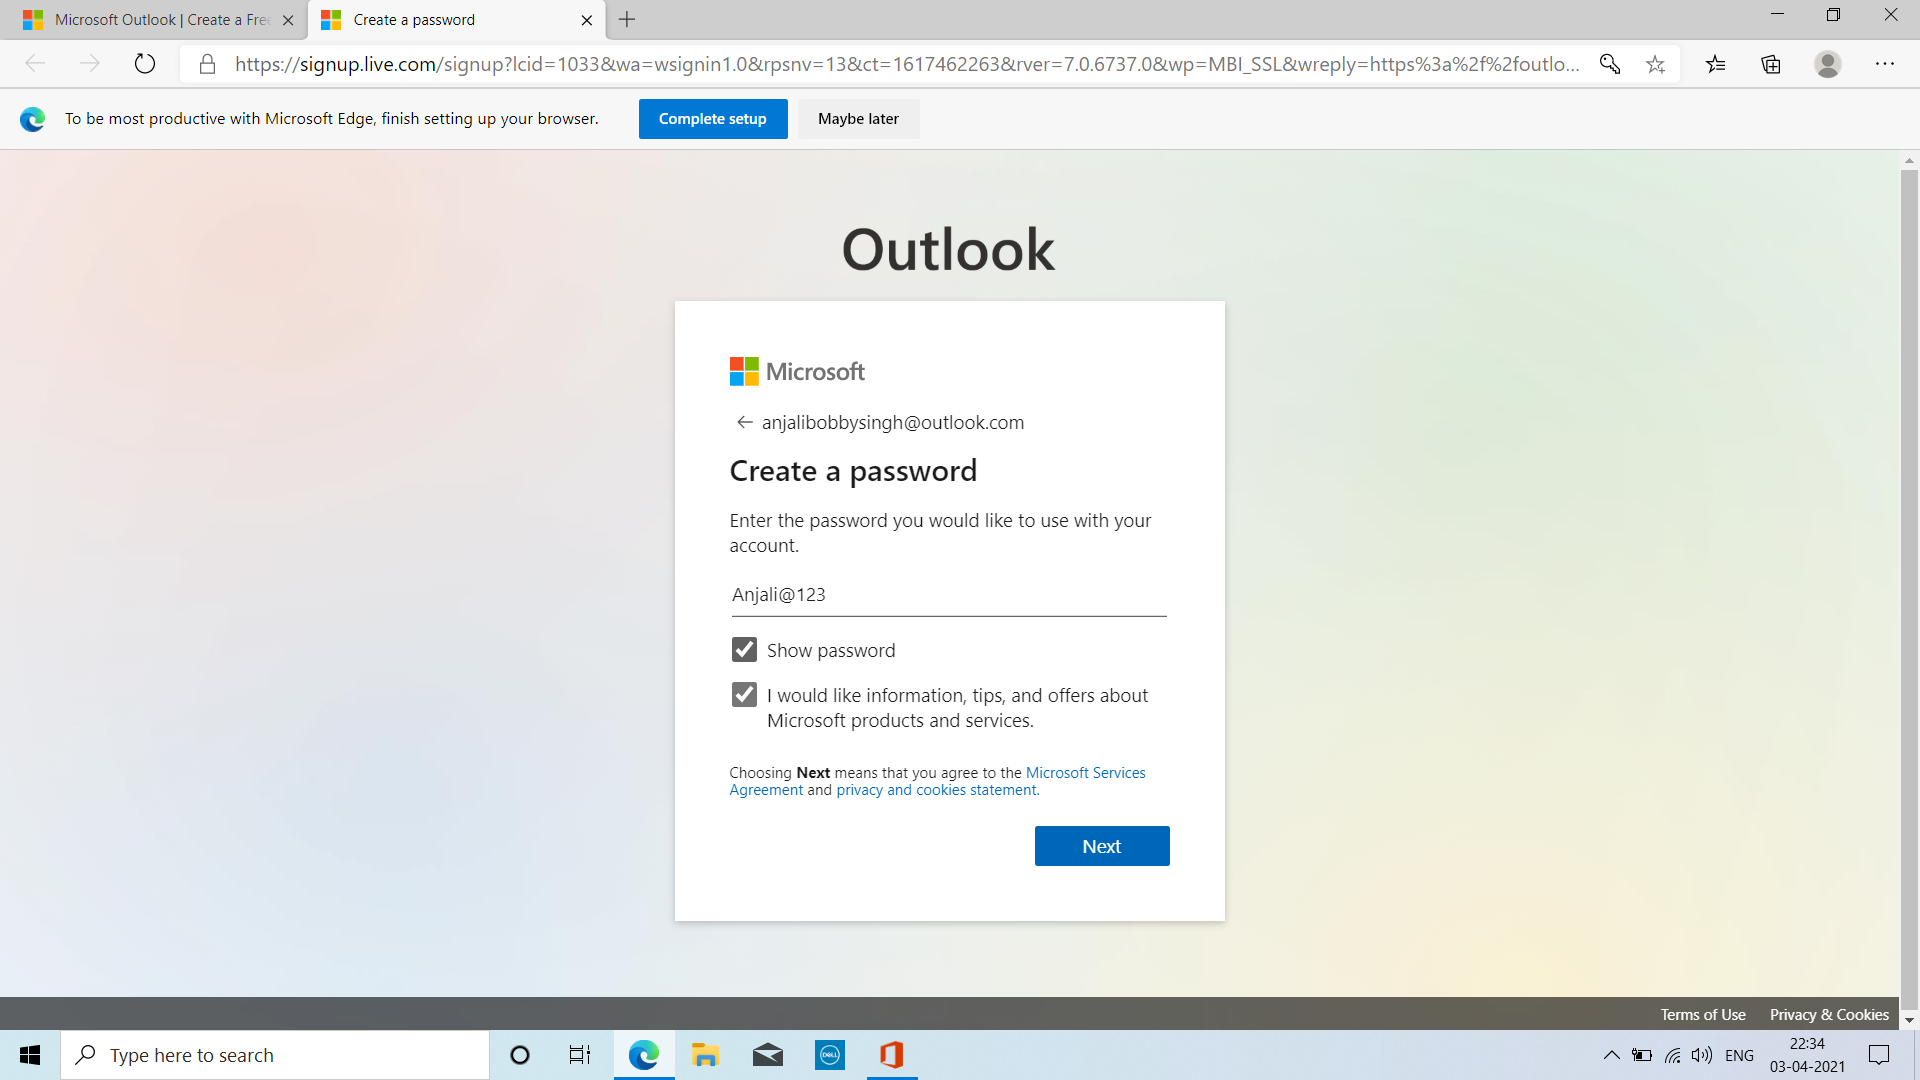 Microsoft Outlook | Create a Free
Create a password
https://signup.live.com/signup?lcid=1033&wa=wsignin1.0&rpsnv=13&ct=1617462263&rver=7.0.6737.0&wp=MBI_SSL&wreply=https%3a%2f%2foutlo...
To be most productive with Microsoft Edge, finish setting up your browser.
Complete setup
Maybe later
Outlook
Microsoft
anjalibobbysingh@outlook.com
Create a password
Enter the password you would like to use with your
account.
Anjali@123
Show password
I would like information, tips, and offers about
Microsoft products and services.
Choosing Next means that you agree to the Microsoft Services
Agreement and privacy and cookies statement.
Next
Terms of Use Privacy & Cookies
Type here to search
DELL
ENG
22:34
03-04-2021